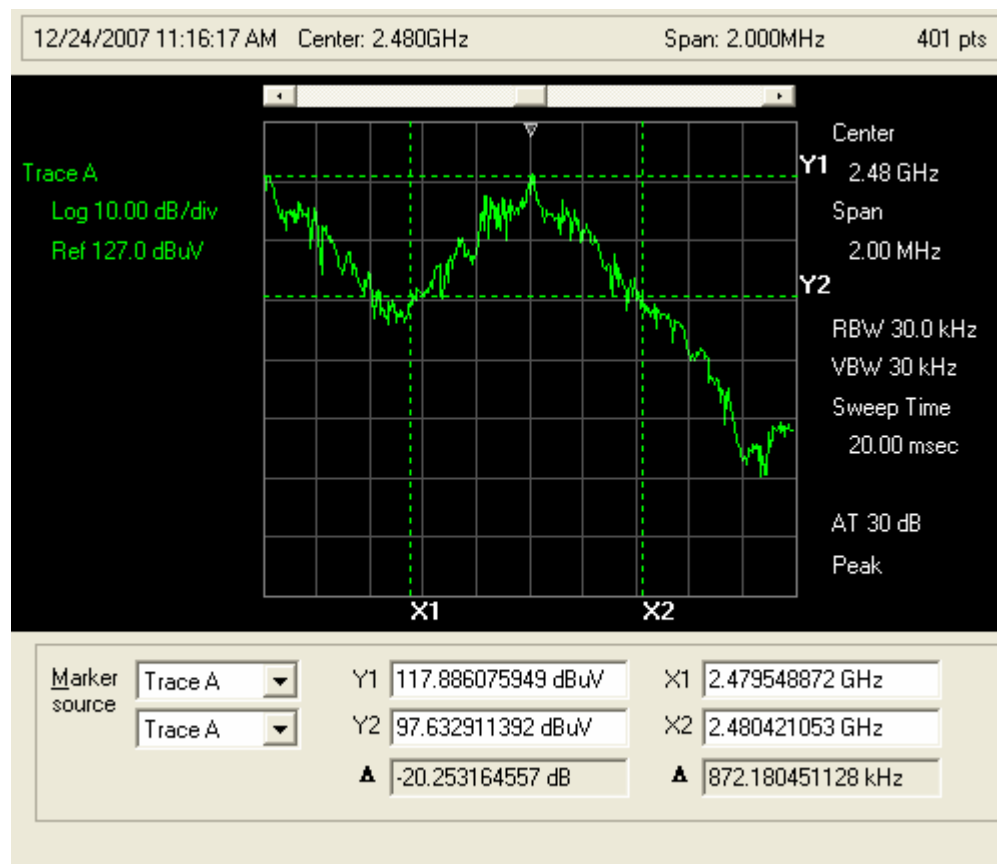 12/24/2007 11:16:17 AM Center: 2.480GHz Span: 2.000MHz 401 pts
Trace A
Log 10.00 dB/div
Ref 127.0 dBuV
Y1
Y2
X1 X2
Center
2.48 GHz
Span
2.00 MHz
RBW 30.0 kHz
VBW 30 kHz
Sweep Time
20.00 msec
AT 30 dB
Peak
Marker source
Trace A
Trace A
Y1 117.886075949 dBuV
Y2 97.632911392 dBuV
Δ -20.253164557 dB
X1 2.479548872 GHz
X2 2.480421053 GHz
Δ 872.180451128 kHz